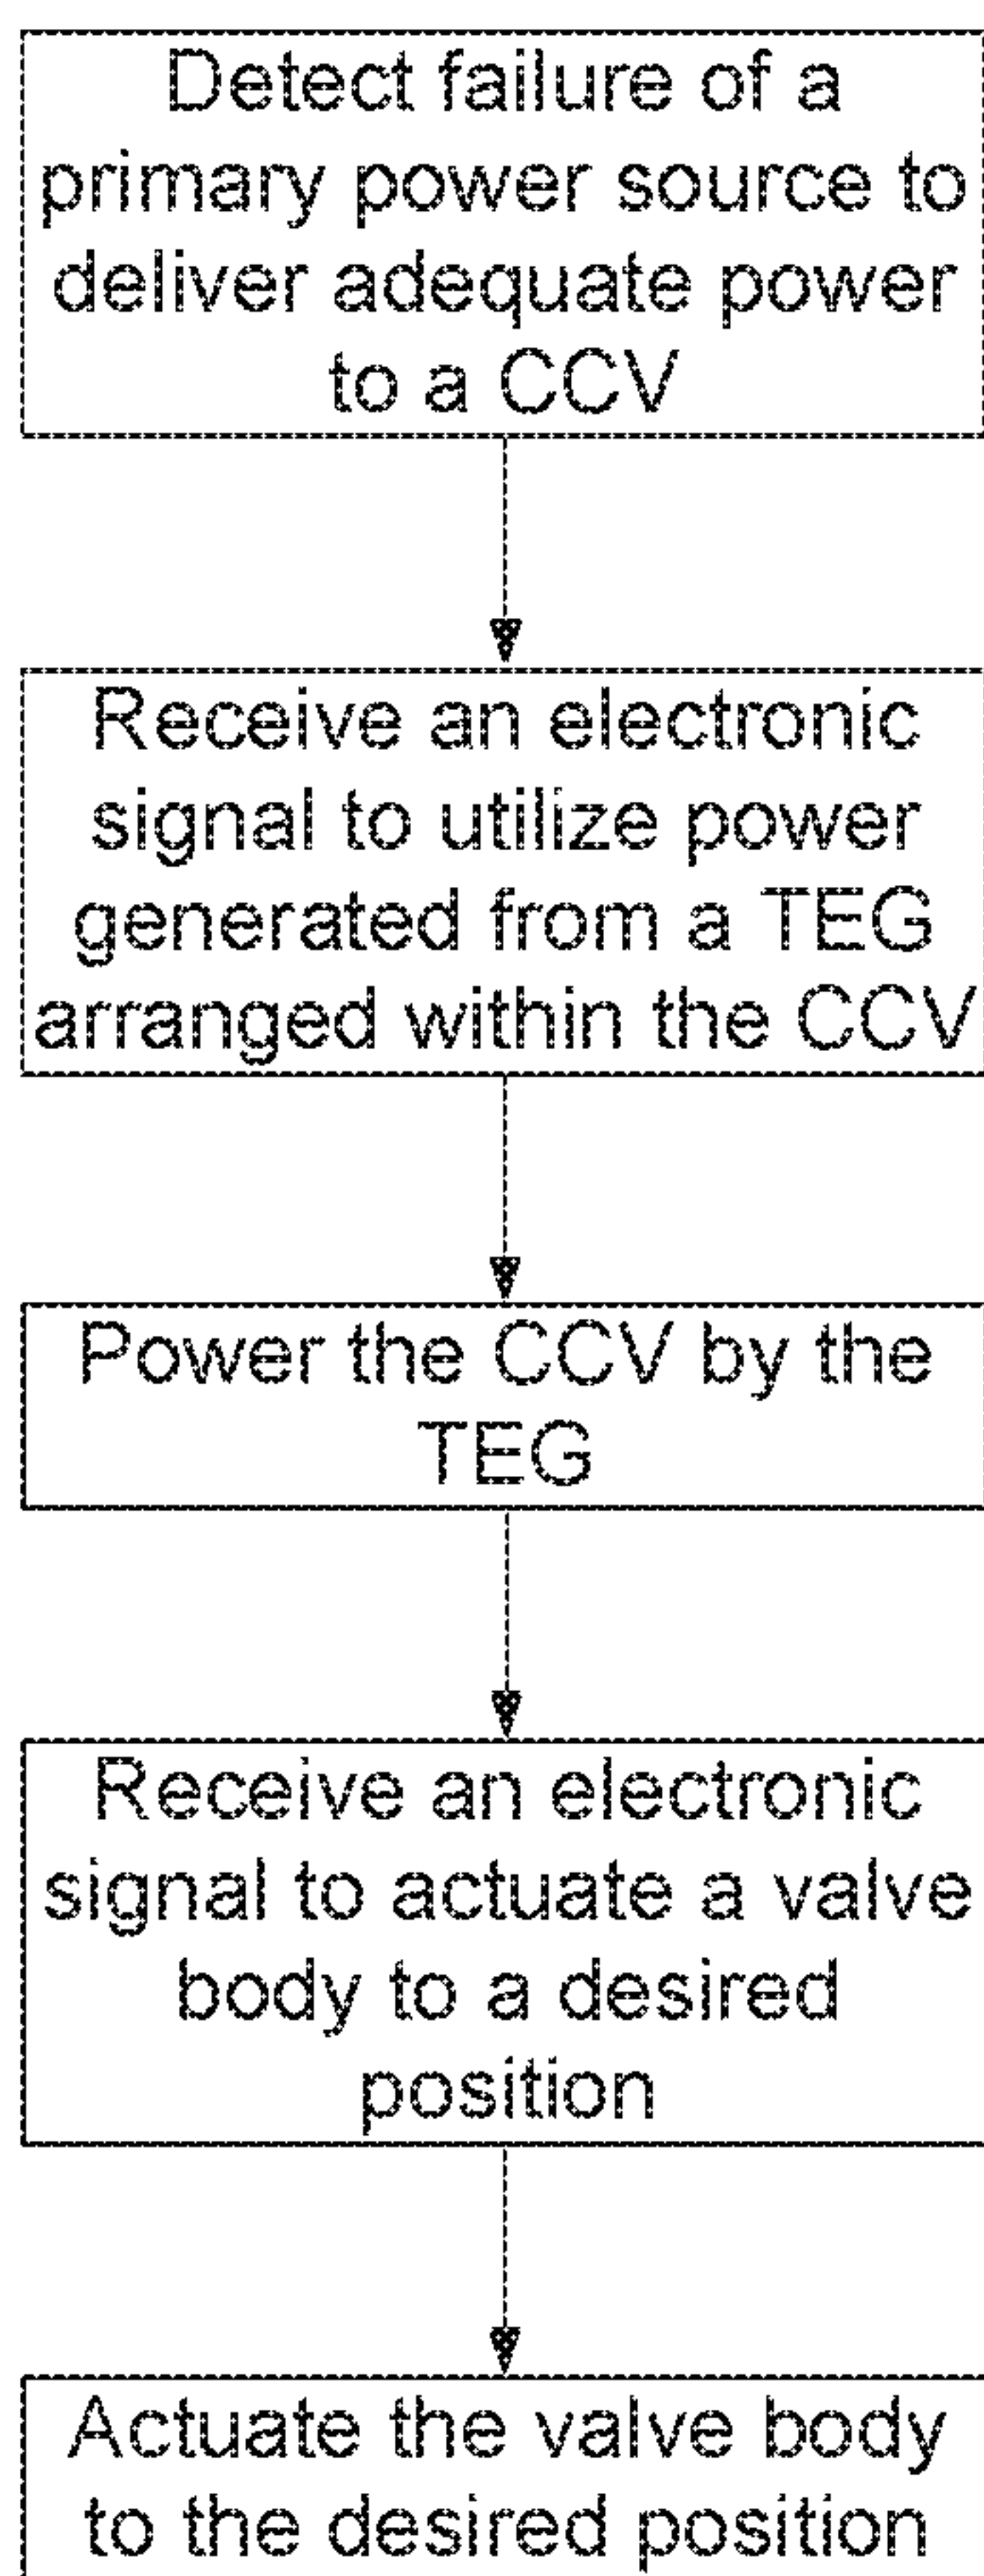 Detect failure of a
primary power source to
deliver adequate power
to a CCV
Receive an electronic
signal to utilize power
generated from a TEG
arranged within the CCV
Power the CCV by the
TEG
Receive an electronic
signal to actuate a valve
body to a desired
position
Actuate the valve body
to the desired position